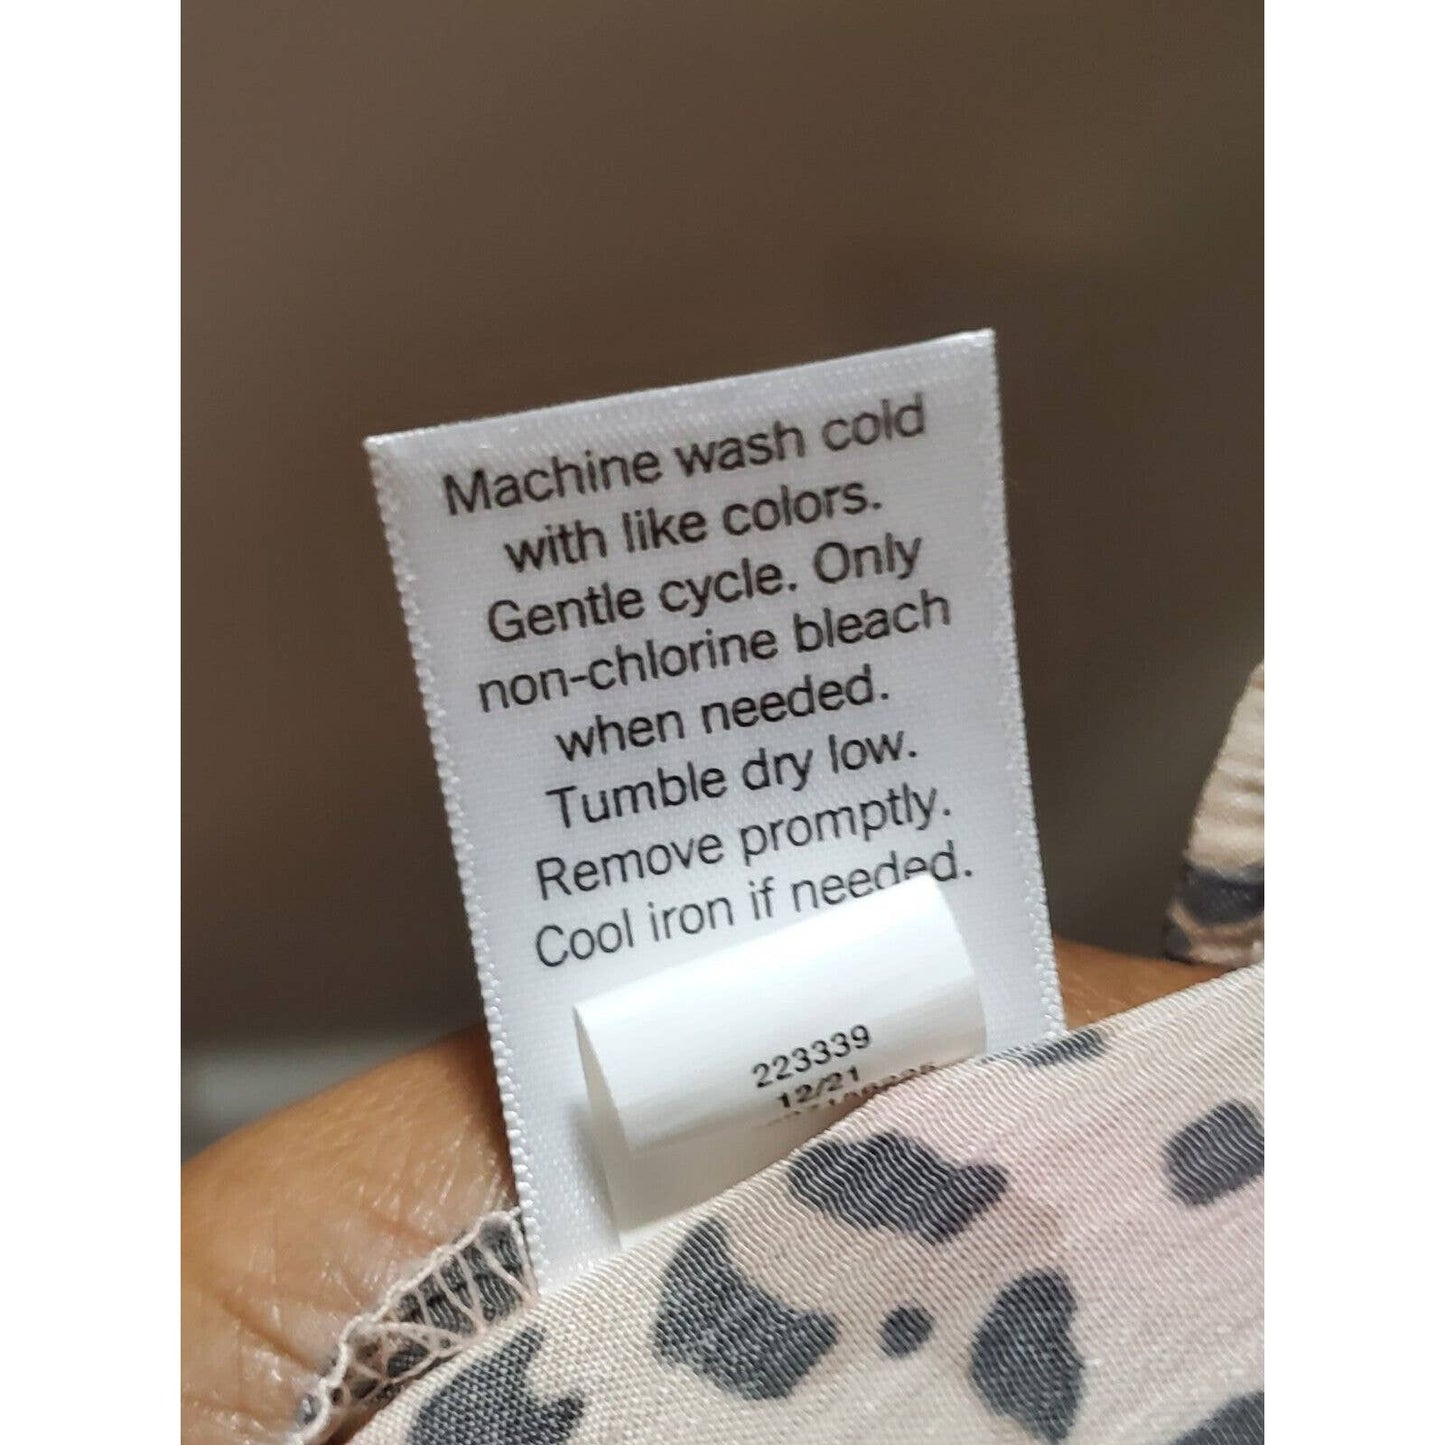 Machine wash cold
with like colors.
Gentle cycle. Only
non-chlorine bleach
when needed.
Tumble dry low.
Remove promptly.
Cool iron if needed.
223339
12/21